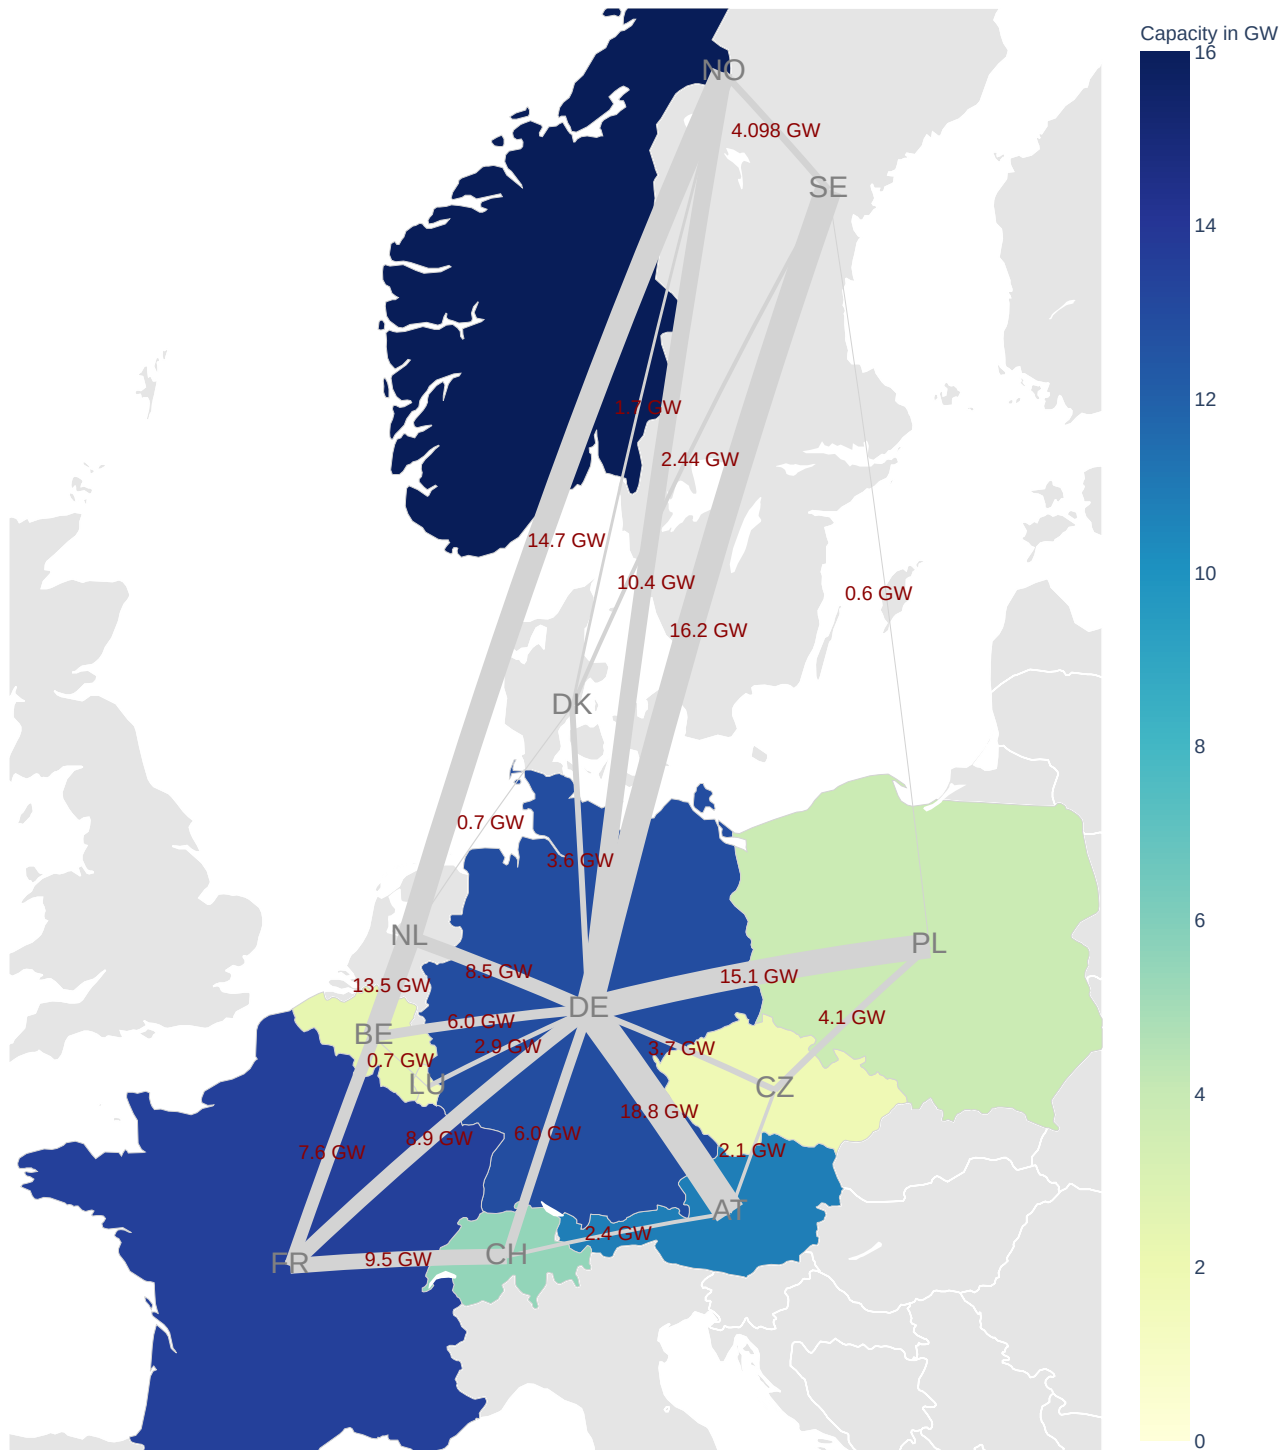 Capacity in GW
16
NO
4.098 GW
SE
14
12
1.7 GW
2.44 GW
14.7 GW
10
10.4 GW
0.6 GW
16.2 GW
DK
8
0.7 GW
3.6 GW
6
NL
PL
8.5 GW
15.1 GW
13.5 GW
DE
4.1 GW
6.0 GW
BE
2.9 GW
3.7 GW
0.7 GW
LU
CZ
4
18.8 GW
6.0 GW
8.9 GW
7.6 GW
2.1 GW
AT
2.4 GW
CH
FR
9.5 GW
2
0